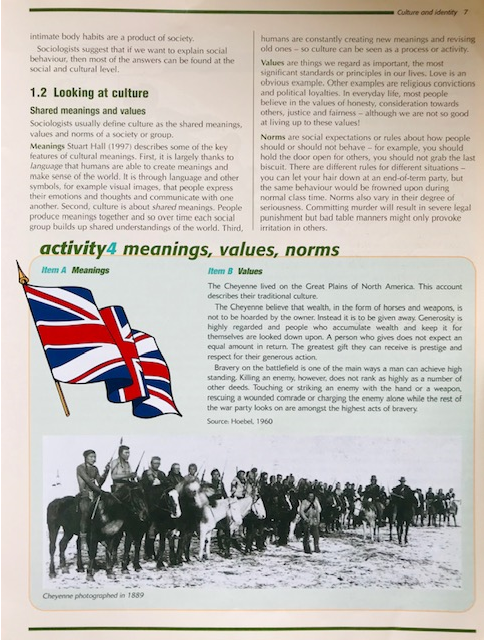 Culture and identity 7
intimate body habits are a product of society.
Sociologists suggest that if we want to explain social
behaviour, then most of the answers can be found at the
social and cultural level.
1.2 Looking at culture
Shared meanings and values
Sociologists usually define culture as the shared meanings,
values and norms of a society or group.
Meanings Stuart Hall (1997) describes some of the key
features of cultural meanings. First, it is largely thanks to
language that humans are able to create meanings and
make sense of the world. It is through language and other
symbols, for example visual images, that people express
their emotions and thoughts and communicate with one
another. Second, culture is about shared meanings. People
produce meanings together and so over time each social
group builds up shared understandings of the world. Third,
humans are constantly creating new meanings and revising
old ones – so culture can be seen as a process or activity.
Values are things we regard as important, the most
significant standards or principles in our lives. Love is an
obvious example. Other examples are religious convictions
and political loyalties. In everyday life, most people
believe in the values of honesty, consideration towards
others, justice and fairness – although we are not so good
at living up to these values!
Norms are social expectations or rules about how people
should or should not behave – for example, you should
hold the door open for others, you should not grab the last
biscuit. There are different rules for different situations –
you can let your hair down at an end-of-term party, but
the same behaviour would be frowned upon during
normal class time. Norms also vary in their degree of
seriousness. Committing murder will result in severe legal
punishment but bad table manners might only provoke
irritation in others.
activity4 meanings, values, norms
Item A Meanings
Item B Values
The Cheyenne lived on the Great Plains of North America. This account
describes their traditional culture.
The Cheyenne believe that wealth, in the form of horses and weapons, is
not to be hoarded by the owner. Instead it is to be given away. Generosity is
highly regarded and people who accumulate wealth and keep it for
themselves are looked down upon. A person who gives does not expect an
equal amount in return. The greatest gift they can receive is prestige and
respect for their generous action.
Bravery on the battlefield is one of the main ways a man can achieve high
standing. Killing an enemy, however, does not rank as highly as a number of
other deeds. Touching or striking an enemy with the hand or a weapon,
rescuing a wounded comrade or charging the enemy alone while the rest of
the war party looks on are amongst the highest acts of bravery.
Source: Hoebel, 1960
Cheyenne photographed in 1889